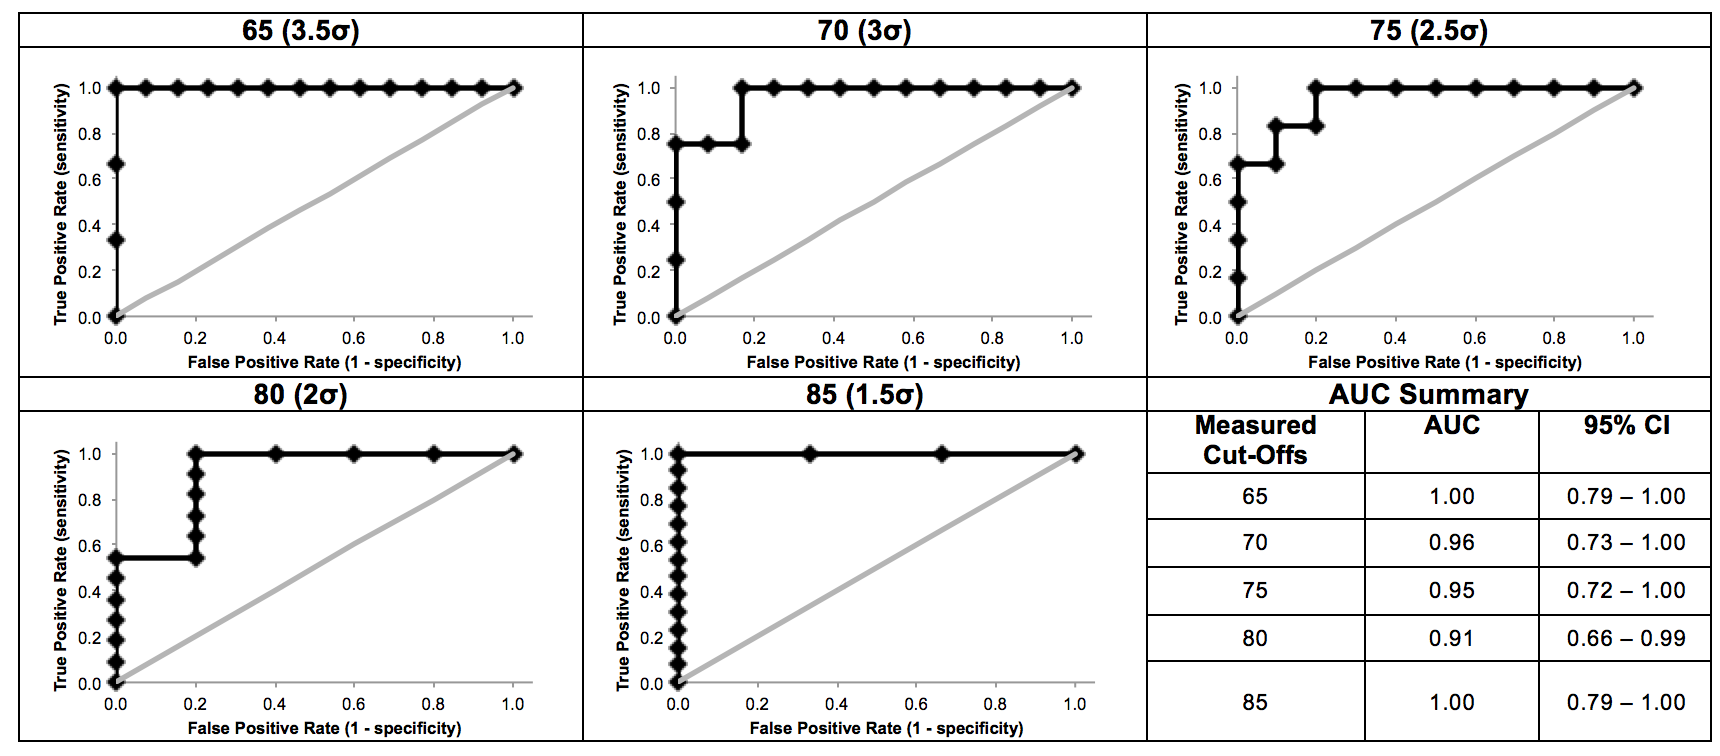 65 (3.5σ)
70 (3σ)
75 (2.5σ)
True Positive Rate (sensitivity)
1.0
0.8
0.6
0.4
0.2
0.0
0.0 0.2 0.4 0.6 0.8 1.0
False Positive Rate (1 - specificity)
True Positive Rate (sensitivity)
1.0
0.8
0.6
0.4
0.2
0.0
0.0 0.2 0.4 0.6 0.8 1.0
False Positive Rate (1 - specificity)
True Positive Rate (sensitivity)
1.0
0.8
0.6
0.4
0.2
0.0
0.0 0.2 0.4 0.6 0.8 1.0
False Positive Rate (1 - specificity)
80 (2σ)
85 (1.5σ)
AUC Summary
True Positive Rate (sensitivity)
1.0
0.8
0.6
0.4
0.2
0.0
0.0 0.2 0.4 0.6 0.8 1.0
False Positive Rate (1 - specificity)
True Positive Rate (sensitivity)
1.0
0.8
0.6
0.4
0.2
0.0
0.0 0.2 0.4 0.6 0.8 1.0
False Positive Rate (1 - specificity)
Measured
Cut-Offs
AUC
95% CI
65 1.00 0.79 – 1.00
70 0.96 0.73 – 1.00
75 0.95 0.72 – 1.00
80 0.91 0.66 – 0.99
85 1.00 0.79 – 1.00